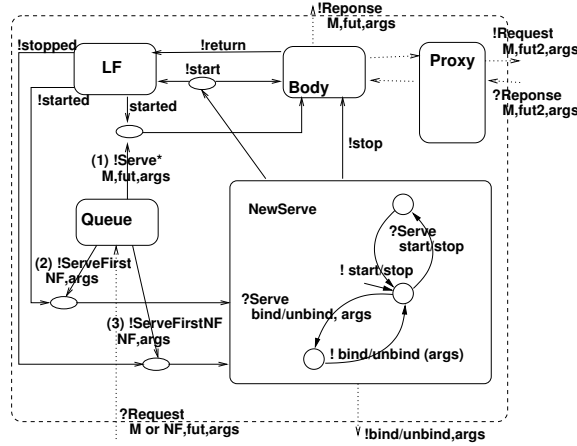 !Reponse
M,fut,args
!stopped
!return
!Request
M,fut2,args
LF
!start
Body
Proxy
?Reponse
M,fut2,args
!started
started
!stop
(1) !Serve*
M,fut,args
NewServe
Queue
?Serve
start/stop
(2) !ServeFirst
NF,args
! start/stop
?Serve
bind/unbind, args
(3) !ServeFirstNF
NF,args
! bind/unbind (args)
?Request
M or NF,fut,args
!bind/unbind,args